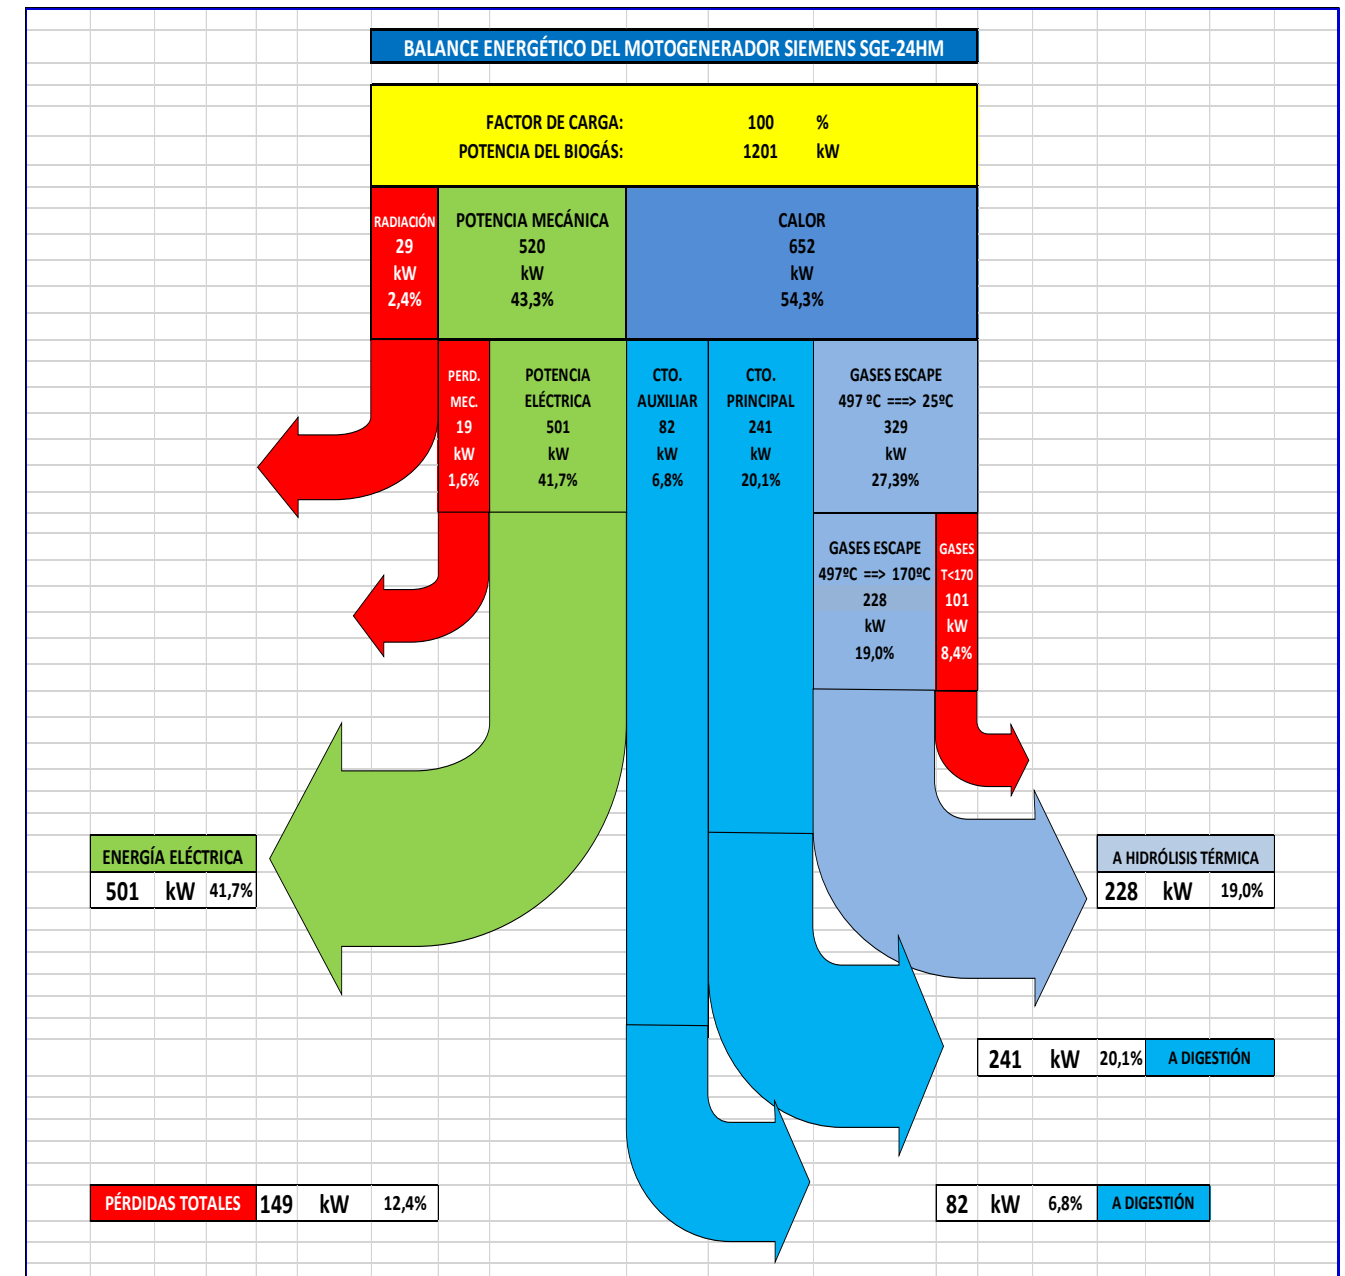 BALANCE ENERGÉTICO DEL MOTOGENERADOR SIEMENS SGE-24HM
FACTOR DE CARGA: 100 %
POTENCIA DEL BIOGÁS: 1201 kW
RADIACIÓN
29
kW
2,4%
POTENCIA MECÁNICA
520
kW
43,3%
CALOR
652
kW
54,3%
PERD.
MEC.
19
kW
1,6%
POTENCIA
ELÉCTRICA
501
kW
41,7%
CTO.
AUXILIAR
82
kW
6,8%
CTO.
PRINCIPAL
241
kW
20,1%
GASES ESCAPE
497 ºC ===> 25ºC
329
kW
27,39%
GASES ESCAPE
497ºC ==> 170ºC
228
kW
19,0%
GASES
T<170
101
kW
8,4%
ENERGÍA ELÉCTRICA
501 kW 41,7%
A HIDRÓLISIS TÉRMICA
228 kW 19,0%
241 kW 20,1% A DIGESTIÓN
PÉRDIDAS TOTALES 149 kW 12,4%
82 kW 6,8% A DIGESTIÓN